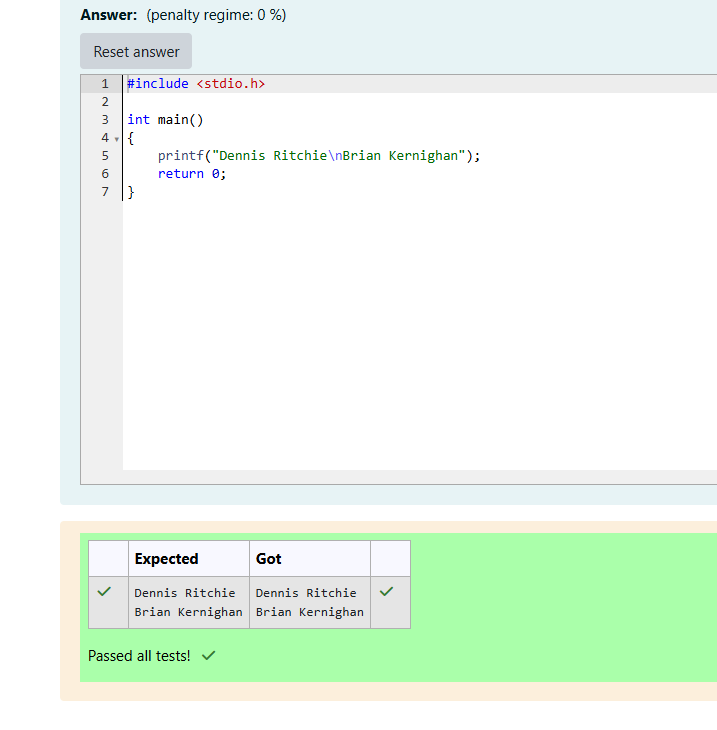 Answer: (penalty regime: 0 %)
Reset answer
1 #include <stdio.h>
2
3 int main()
4 {
5     printf("Dennis Ritchie\nBrian Kernighan");
6     return 0;
7 }
Expected Got
Dennis Ritchie Dennis Ritchie
Brian Kernighan Brian Kernighan
Passed all tests!